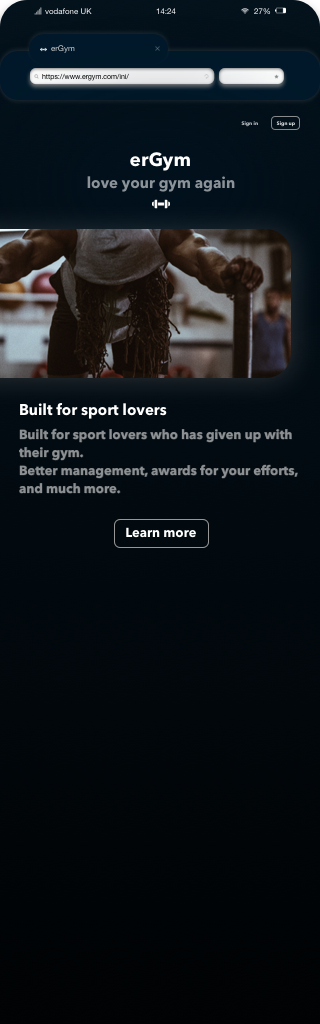 vodafone UK 14:24 27%
erGym
https://www.ergym.com/ini/
Sign in Sign up
erGym
love your gym again
Built for sport lovers
Built for sport lovers who has given up with
their gym.
Better management, awards for your efforts,
and much more.
Learn more